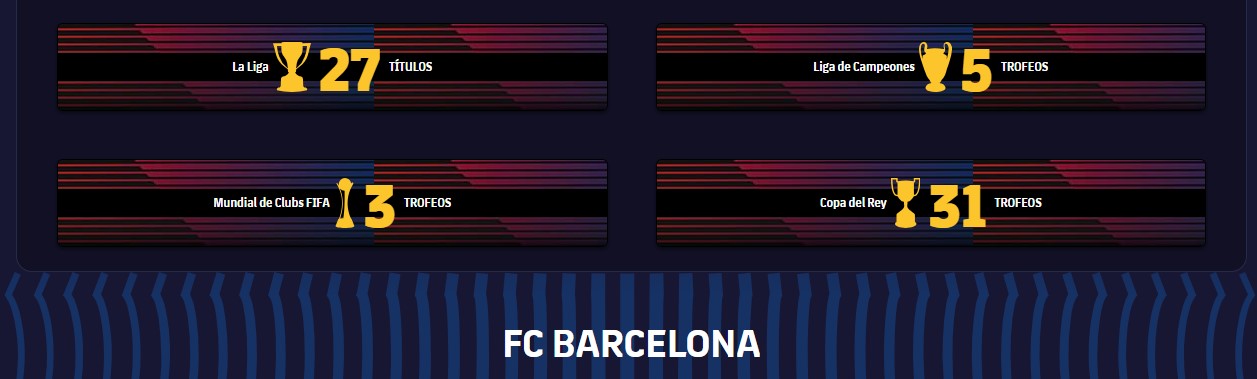 La Liga 27 TÍTULOS
Liga de Campeones 5 TROFEOS
Mundial de Clubs FIFA 3 TROFEOS
Copa del Rey 31 TROFEOS
FC BARCELONA